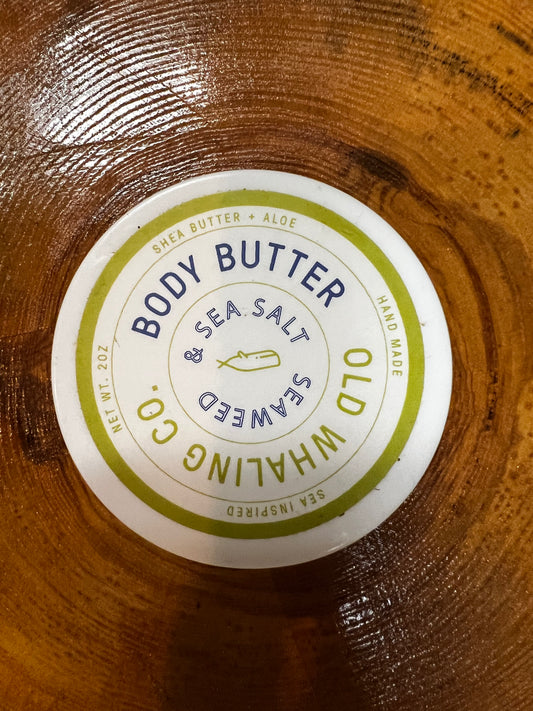 SHEA BUTTER + ALOE
HAND MADE
SEA INSPIRED
NET WT. 2OZ
BODY BUTTER
OLD WHALING CO.
SEAWEED & SEA SALT